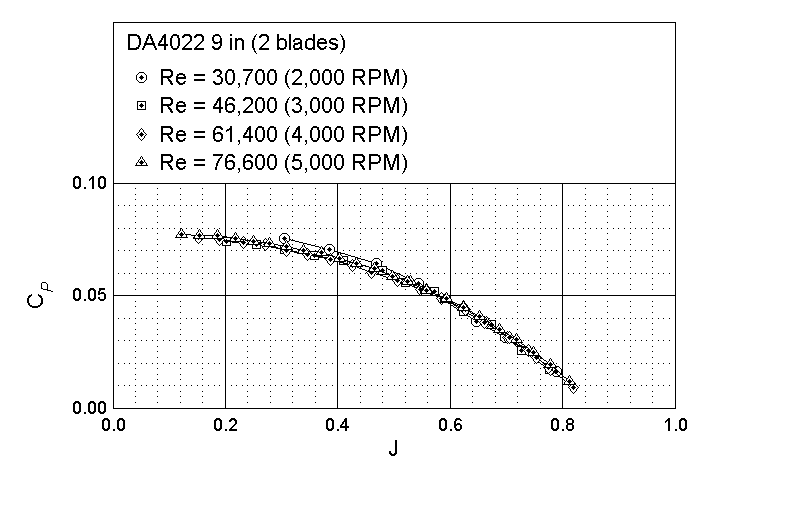 DA4022 9 in (2 blades)
Re = 30,700 (2,000 RPM)
Re = 46,200 (3,000 RPM)
Re = 61,400 (4,000 RPM)
Re = 76,600 (5,000 RPM)
0.10
0.05
0.00
CP
0.0 0.2 0.4 0.6 0.8 1.0
J